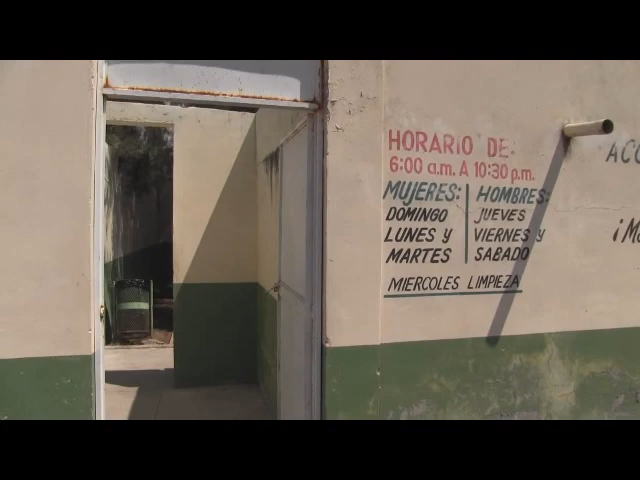 HORARIO DE:
6:00 a.m. A 10:30 p.m.
MUJERES: HOMBRES:
DOMINGO JUEVES
LUNES Y VIERNES Y
MARTES SABADO
MIERCOLES LIMPIEZA